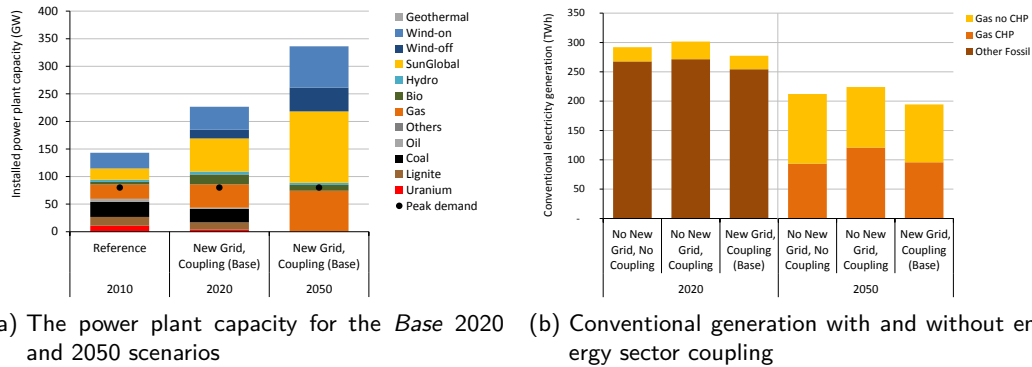 Installed power plant capacity (GW)
400
350
300
250
200
150
100
50
0
Reference
New Grid,
Coupling (Base)
New Grid,
Coupling (Base)
2010
2020
2050
Geothermal
Wind-on
Wind-off
SunGlobal
Hydro
Bio
Gas
Others
Oil
Coal
Lignite
Uranium
Peak demand
a) The power plant capacity for the Base 2020
and 2050 scenarios
Conventional electricity generation (TWh)
350
300
250
200
150
100
50
-
No New
Grid, No
Coupling
No New
Grid,
Coupling
New Grid,
Coupling
(Base)
No New
Grid, No
Coupling
No New
Grid,
Coupling
New Grid,
Coupling
(Base)
2020
2050
Gas no CHP
Gas CHP
Other Fossil
(b) Conventional generation with and without en
ergy sector coupling